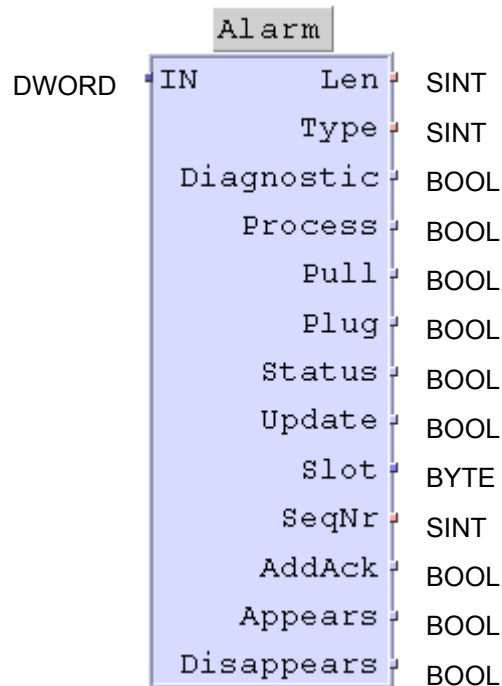 Alarm
DWORD IN Len SINT
Type SINT
Diagnostic BOOL
Process BOOL
Pull BOOL
Plug BOOL
Status BOOL
Update BOOL
Slot BYTE
SeqNr SINT
AddAck BOOL
Appears BOOL
Disappears BOOL